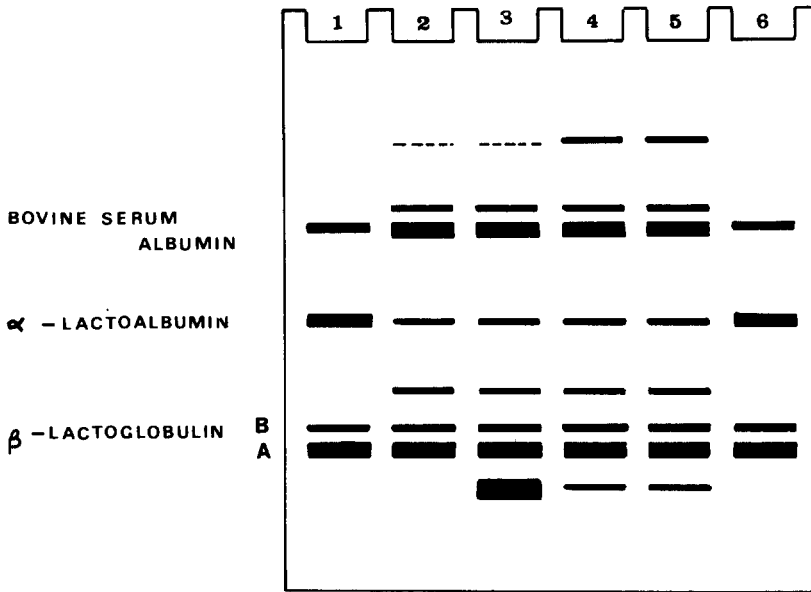 1 2 3 4 5 6
BOVINE SERUM
ALBUMIN
α - LACTOALBUMIN
β - LACTOGLOBULIN B
A